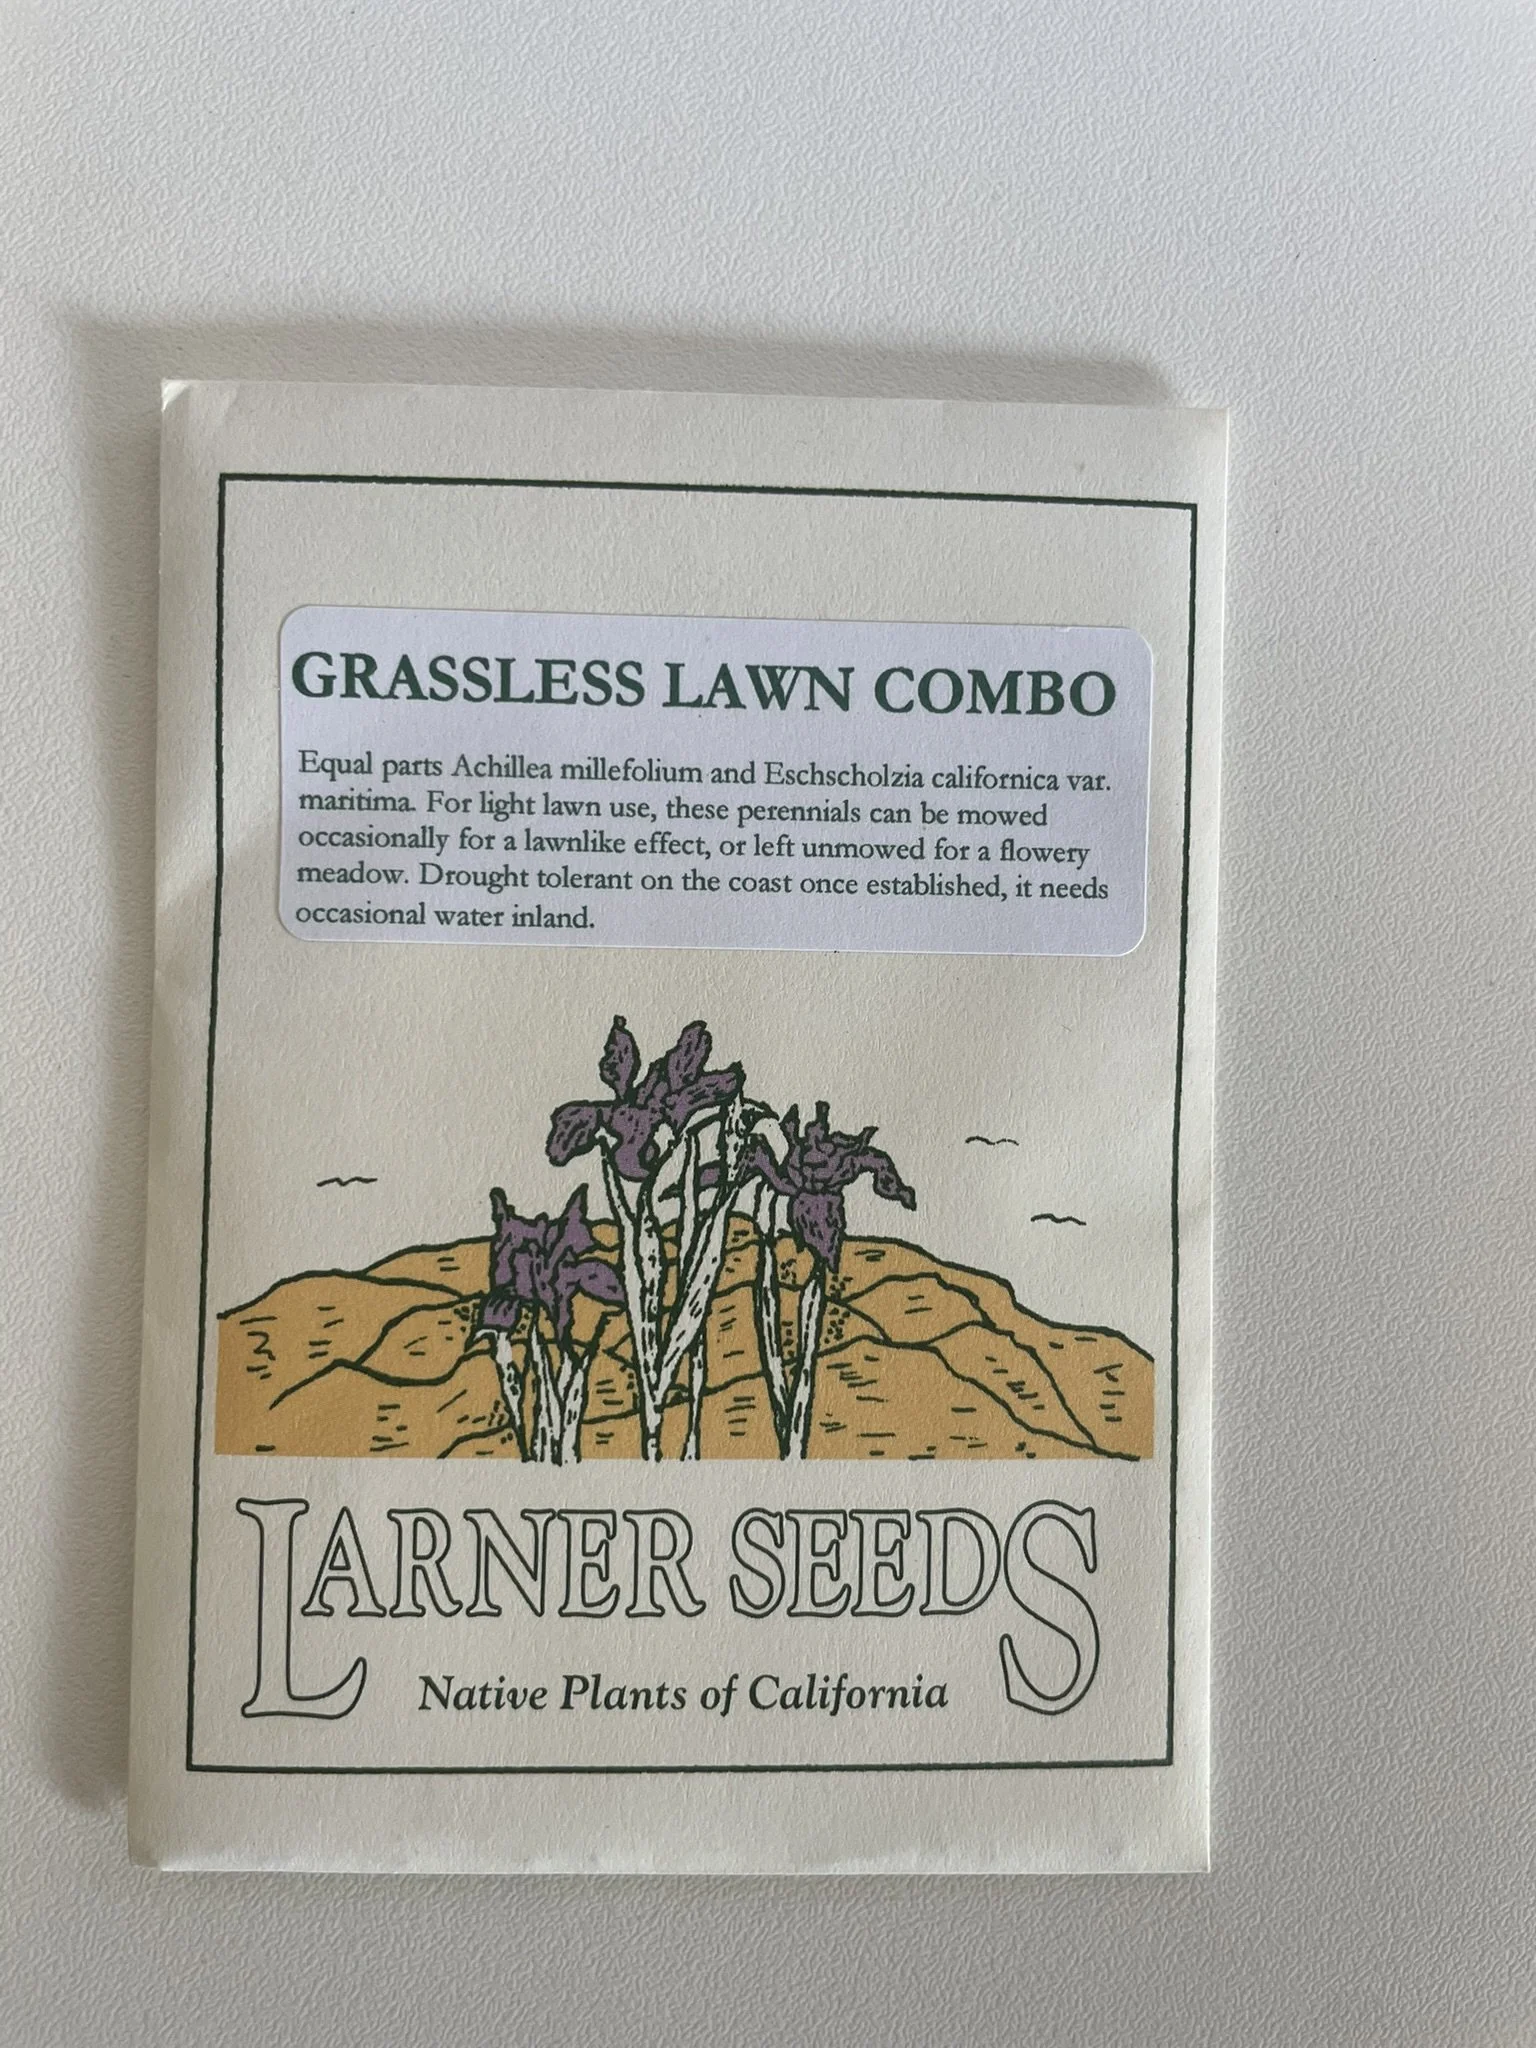 GRASSLESS LAWN COMBO
Equal parts Achillea millefolium and Eschscholzia californica var.
maritima. For light lawn use, these perennials can be mowed
occasionally for a lawnlike effect, or left unmowed for a flowery
meadow. Drought tolerant on the coast once established, it needs
occasional water inland.
LARNER SEEDS
Native Plants of California